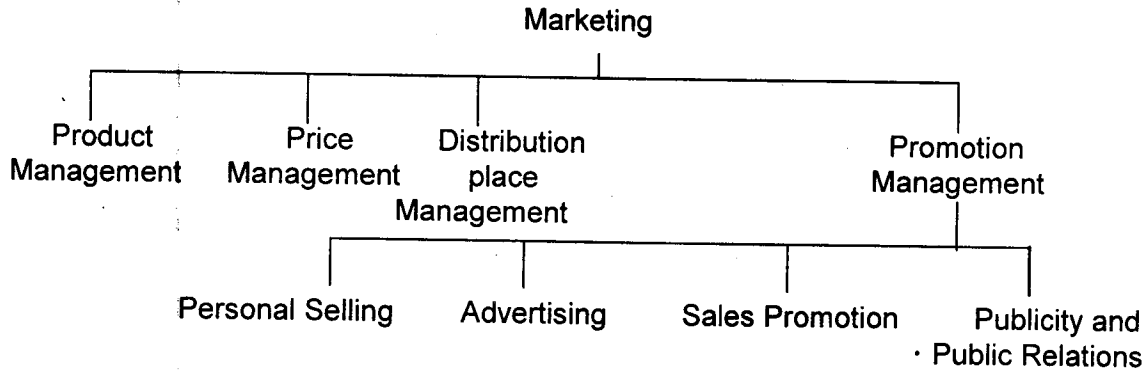 Marketing
Product
Management
Price
Management
Distribution
place
Management
Promotion
Management
Personal Selling
Advertising
Sales Promotion
Publicity and
Public Relations